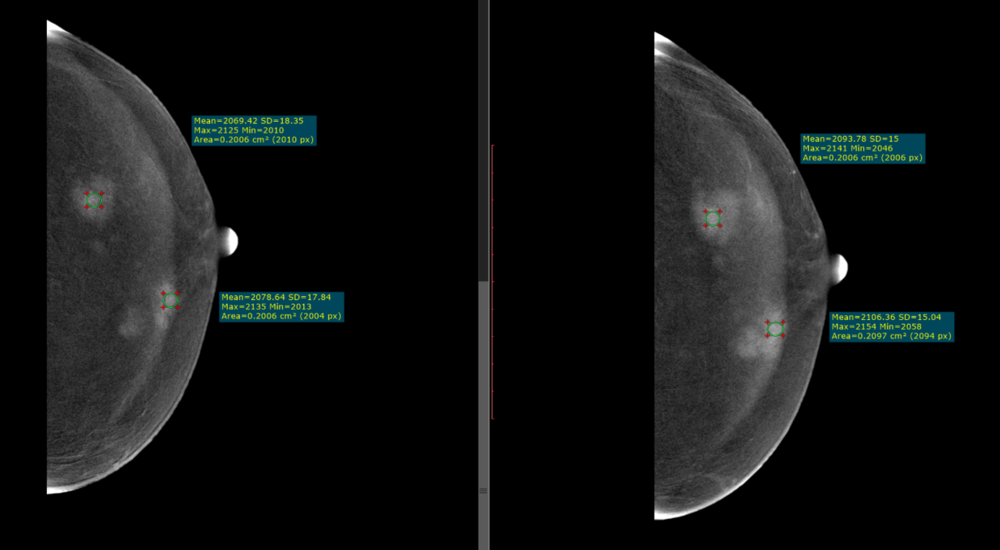 Mean=2069.42 SD=18.35
Max=2125 Min=2010
Area=0.2006 cm² (2010 px)
Mean=2078.64 SD=17.84
Max=2135 Min=2013
Area=0.2006 cm² (2004 px)
Mean=2093.78 SD=15
Max=2141 Min=2046
Area=0.2006 cm² (2006 px)
Mean=2106.36 SD=15.04
Max=2154 Min=2058
Area=0.2097 cm² (2094 px)